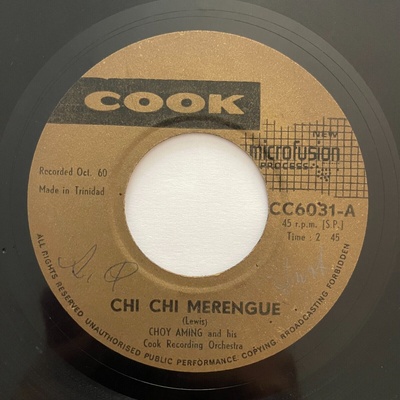 COOK
NEW
microfusion
PROCESS
Recorded Oct. 60
Made in Trinidad
CC6031-A
45 r.p.m. [S.P.]
Time : 2 45
CHI CHI MERENGUE
(Lewis)
CHOY AMING and his
Cook Recording Orchestra
ALL RIGHTS RESERVED UNAUTHORISED PUBLIC PERFORMANCE COPYING BROADCASTING FORBIDDEN